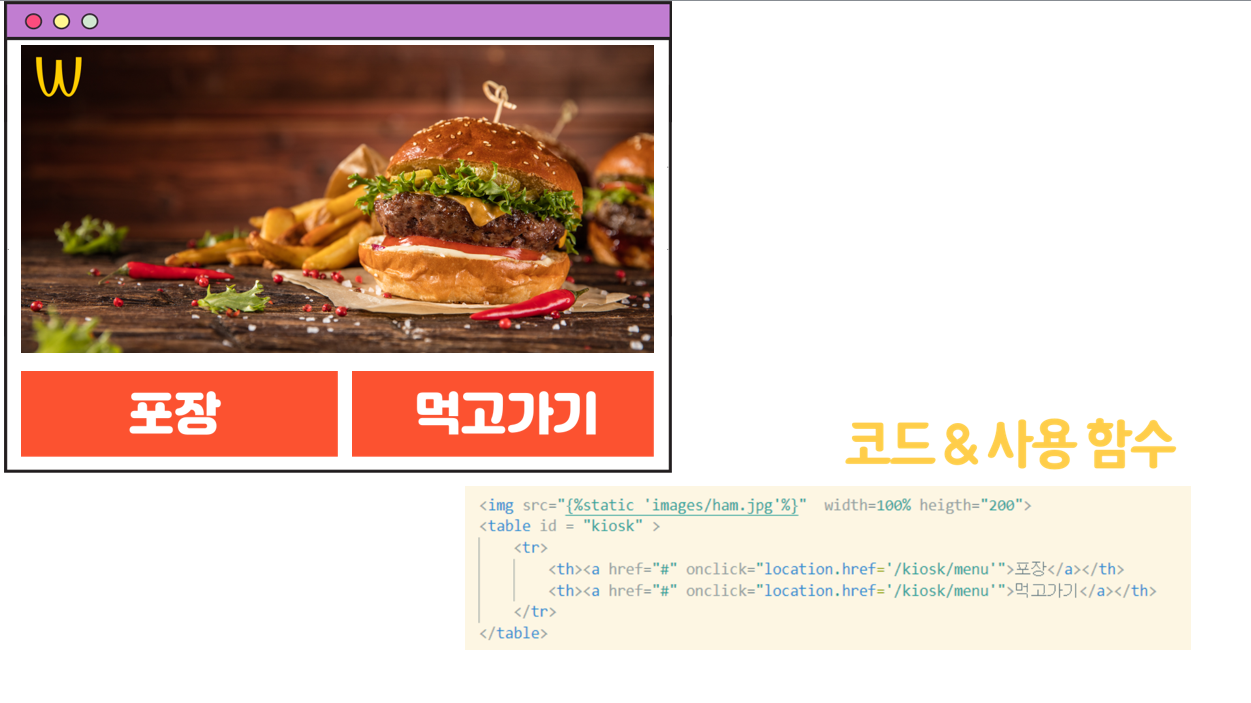 W
포장
먹고가기
코드 & 사용 함수
<img src="{%static 'images/ham.jpg'%}"  width=100% heigth="200">
<table id = "kiosk" >
    <tr>
        <th><a href="#" onclick="location.href='/kiosk/menu'">포장</a></th>
        <th><a href="#" onclick="location.href='/kiosk/menu'">먹고가기</a></th>
    </tr>
</table>